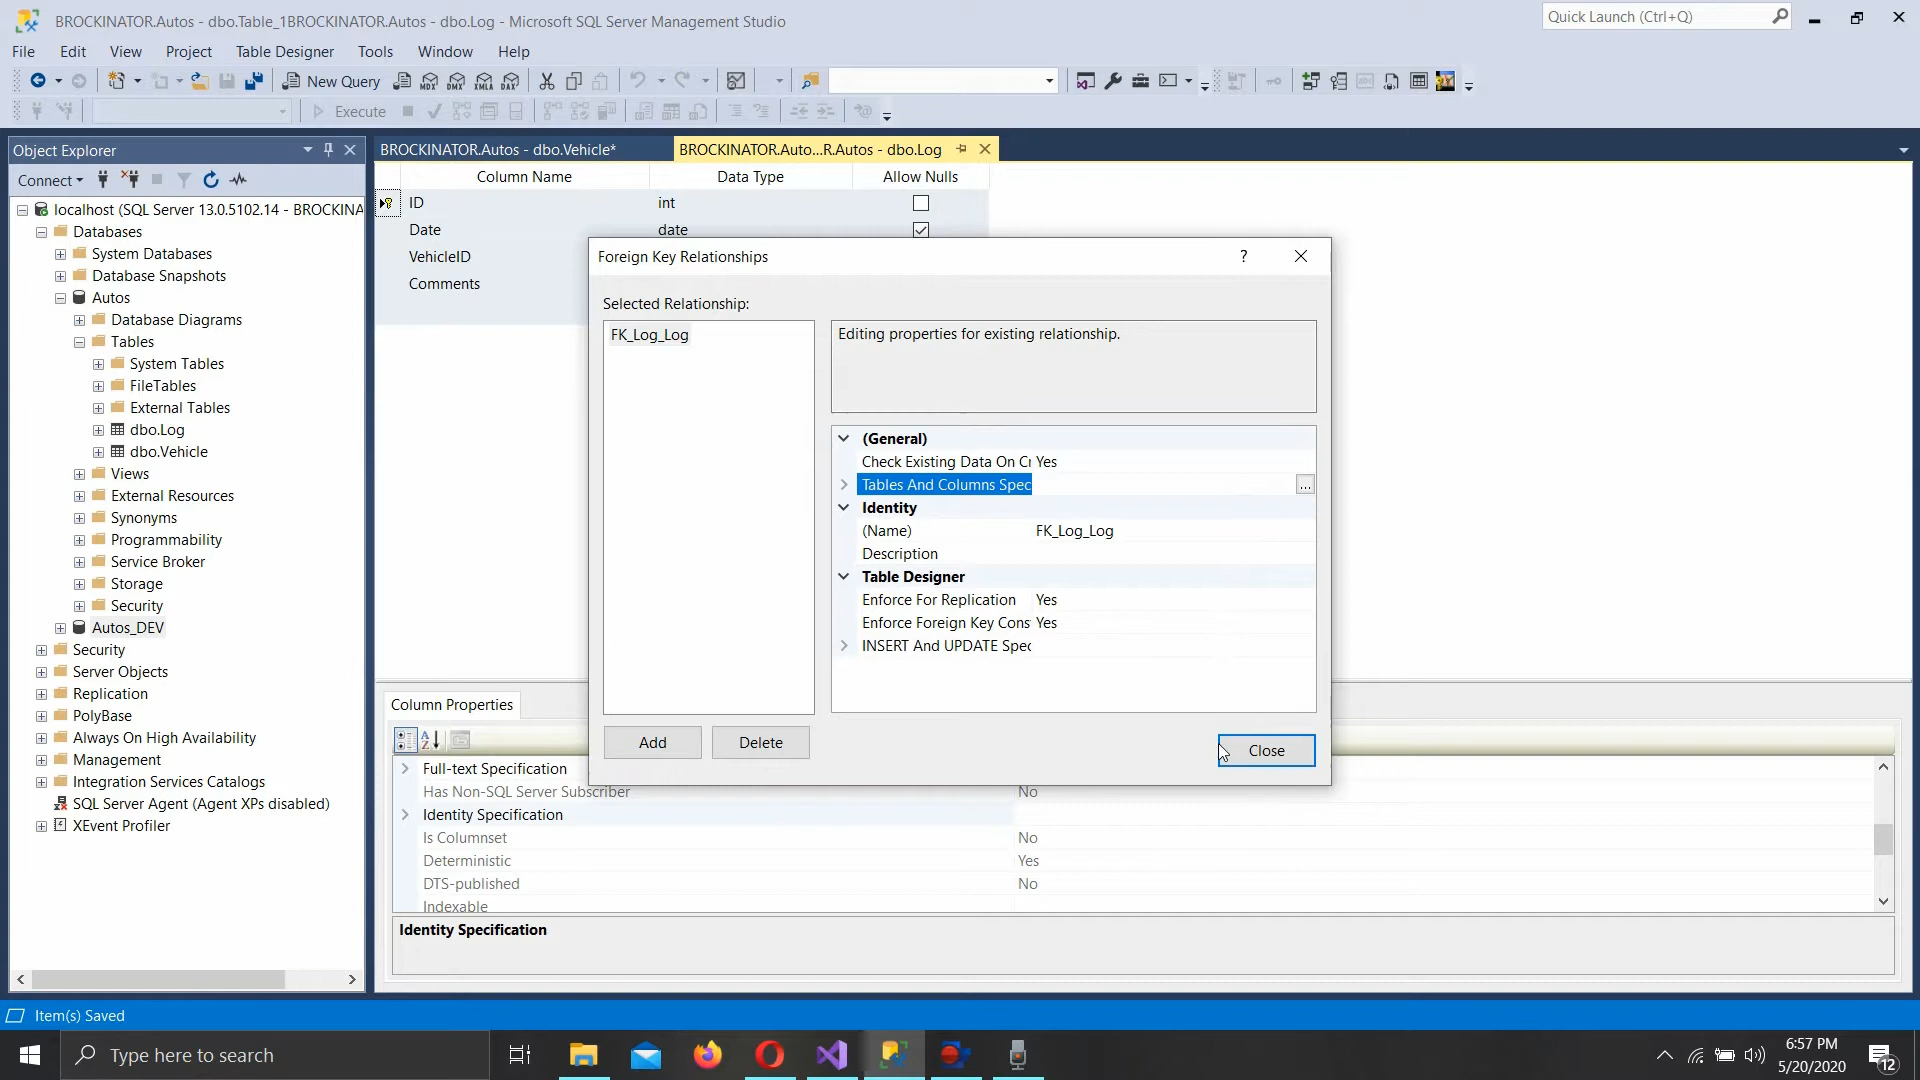 BROCKINATOR.Autos - dbo.Table_1BROCKINATOR.Autos - dbo.Log - Microsoft SQL Server Management Studio
Quick Launch (Ctrl+Q)
File Edit View Project Table Designer Tools Window Help
New Query MDX DMX XMLA DAX
Execute
Object Explorer
BROCKINATOR.Autos - dbo.Vehicle*
BROCKINATOR.Auto...R.Autos - dbo.Log
Connect
localhost (SQL Server 13.0.5102.14 - BROCKINA
Databases
System Databases
Database Snapshots
Autos
Database Diagrams
Tables
System Tables
FileTables
External Tables
dbo.Log
dbo.Vehicle
Views
External Resources
Synonyms
Programmability
Service Broker
Storage
Security
Autos_DEV
Security
Server Objects
Replication
PolyBase
Always On High Availability
Management
Integration Services Catalogs
SQL Server Agent (Agent XPs disabled)
XEvent Profiler
Column Name Data Type Allow Nulls
ID int
Date date
VehicleID
Comments
Foreign Key Relationships
?
Selected Relationship:
FK_Log_Log
Editing properties for existing relationship.
(General)
Check Existing Data On Cr Yes
Tables And Columns Spec ...
Identity
(Name) FK_Log_Log
Description
Table Designer
Enforce For Replication Yes
Enforce Foreign Key Cons Yes
INSERT And UPDATE Spec
Add Delete
Close
Column Properties
Full-text Specification
Has Non-SQL Server Subscriber No
Identity Specification
Is Columnset No
Deterministic Yes
DTS-published No
Indexable
Identity Specification
Item(s) Saved
Type here to search
6:57 PM
5/20/2020
12